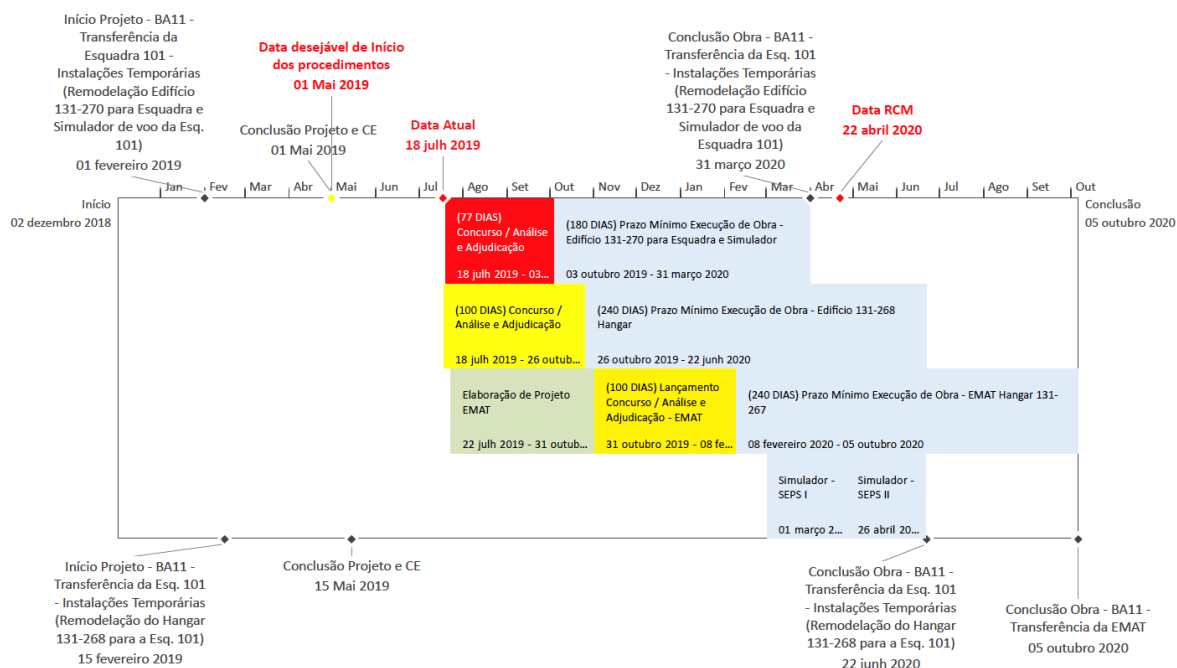 Início Projeto - BA11 -
Transferência da
Esquadra 101 -
Instalações Temporárias
(Remodelação Edifício
131-270 para Esquadra e
Simulador de voo da Esq.
101)
01 fevereiro 2019
Data desejável de Início
dos procedimentos
01 Mai 2019
Conclusão Projeto e CE
01 Mai 2019
Data Atual
18 julh 2019
Conclusão Obra - BA11 -
Transferência da Esq. 101
- Instalações Temporárias
(Remodelação Edifício
131-270 para Esquadra e
Simulador de voo da
Esquadra 101)
31 março 2020
Data RCM
22 abril 2020
Jan Fev Mar Abr Mai Jun Jul Ago Set Out Nov Dez Jan Fev Mar Abr Mai Jun Jul Ago Set Out
Início
02 dezembro 2018
Conclusão
05 outubro 2020
(77 DIAS)
Concurso / Análise
e Adjudicação
18 julh 2019 - 03...
(180 DIAS) Prazo Mínimo Execução de Obra -
Edificio 131-270 para Esquadra e Simulador
03 outubro 2019 - 31 março 2020
(100 DIAS) Concurso /
Análise e Adjudicação
18 julh 2019 - 26 outub...
(240 DIAS) Prazo Mínimo Execução de Obra - Edificio 131-268
Hangar
26 outubro 2019 - 22 junh 2020
Elaboração de Projeto
EMAT
22 julh 2019 - 31 outub...
(100 DIAS) Lançamento
Concurso / Análise e
Adjudicação - EMAT
31 outubro 2019 - 08 fe...
(240 DIAS) Prazo Mínimo Execução de Obra - EMAT Hangar 131-
267
08 fevereiro 2020 - 05 outubro 2020
Simulador -
SEPS I
01 março 2...
Simulador -
SEPS II
26 abril 20...
Início Projeto - BA11 -
Transferência da Esq. 101
- Instalações Temporárias
(Remodelação do Hangar
131-268 para a Esq. 101)
15 fevereiro 2019
Conclusão Projeto e CE
15 Mai 2019
Conclusão Obra - BA11 -
Transferência da Esq. 101
- Instalações Temporárias
(Remodelação do Hangar
131-268 para a Esq. 101)
22 junh 2020
Conclusão Obra - BA11 -
Transferência da EMAT
05 outubro 2020